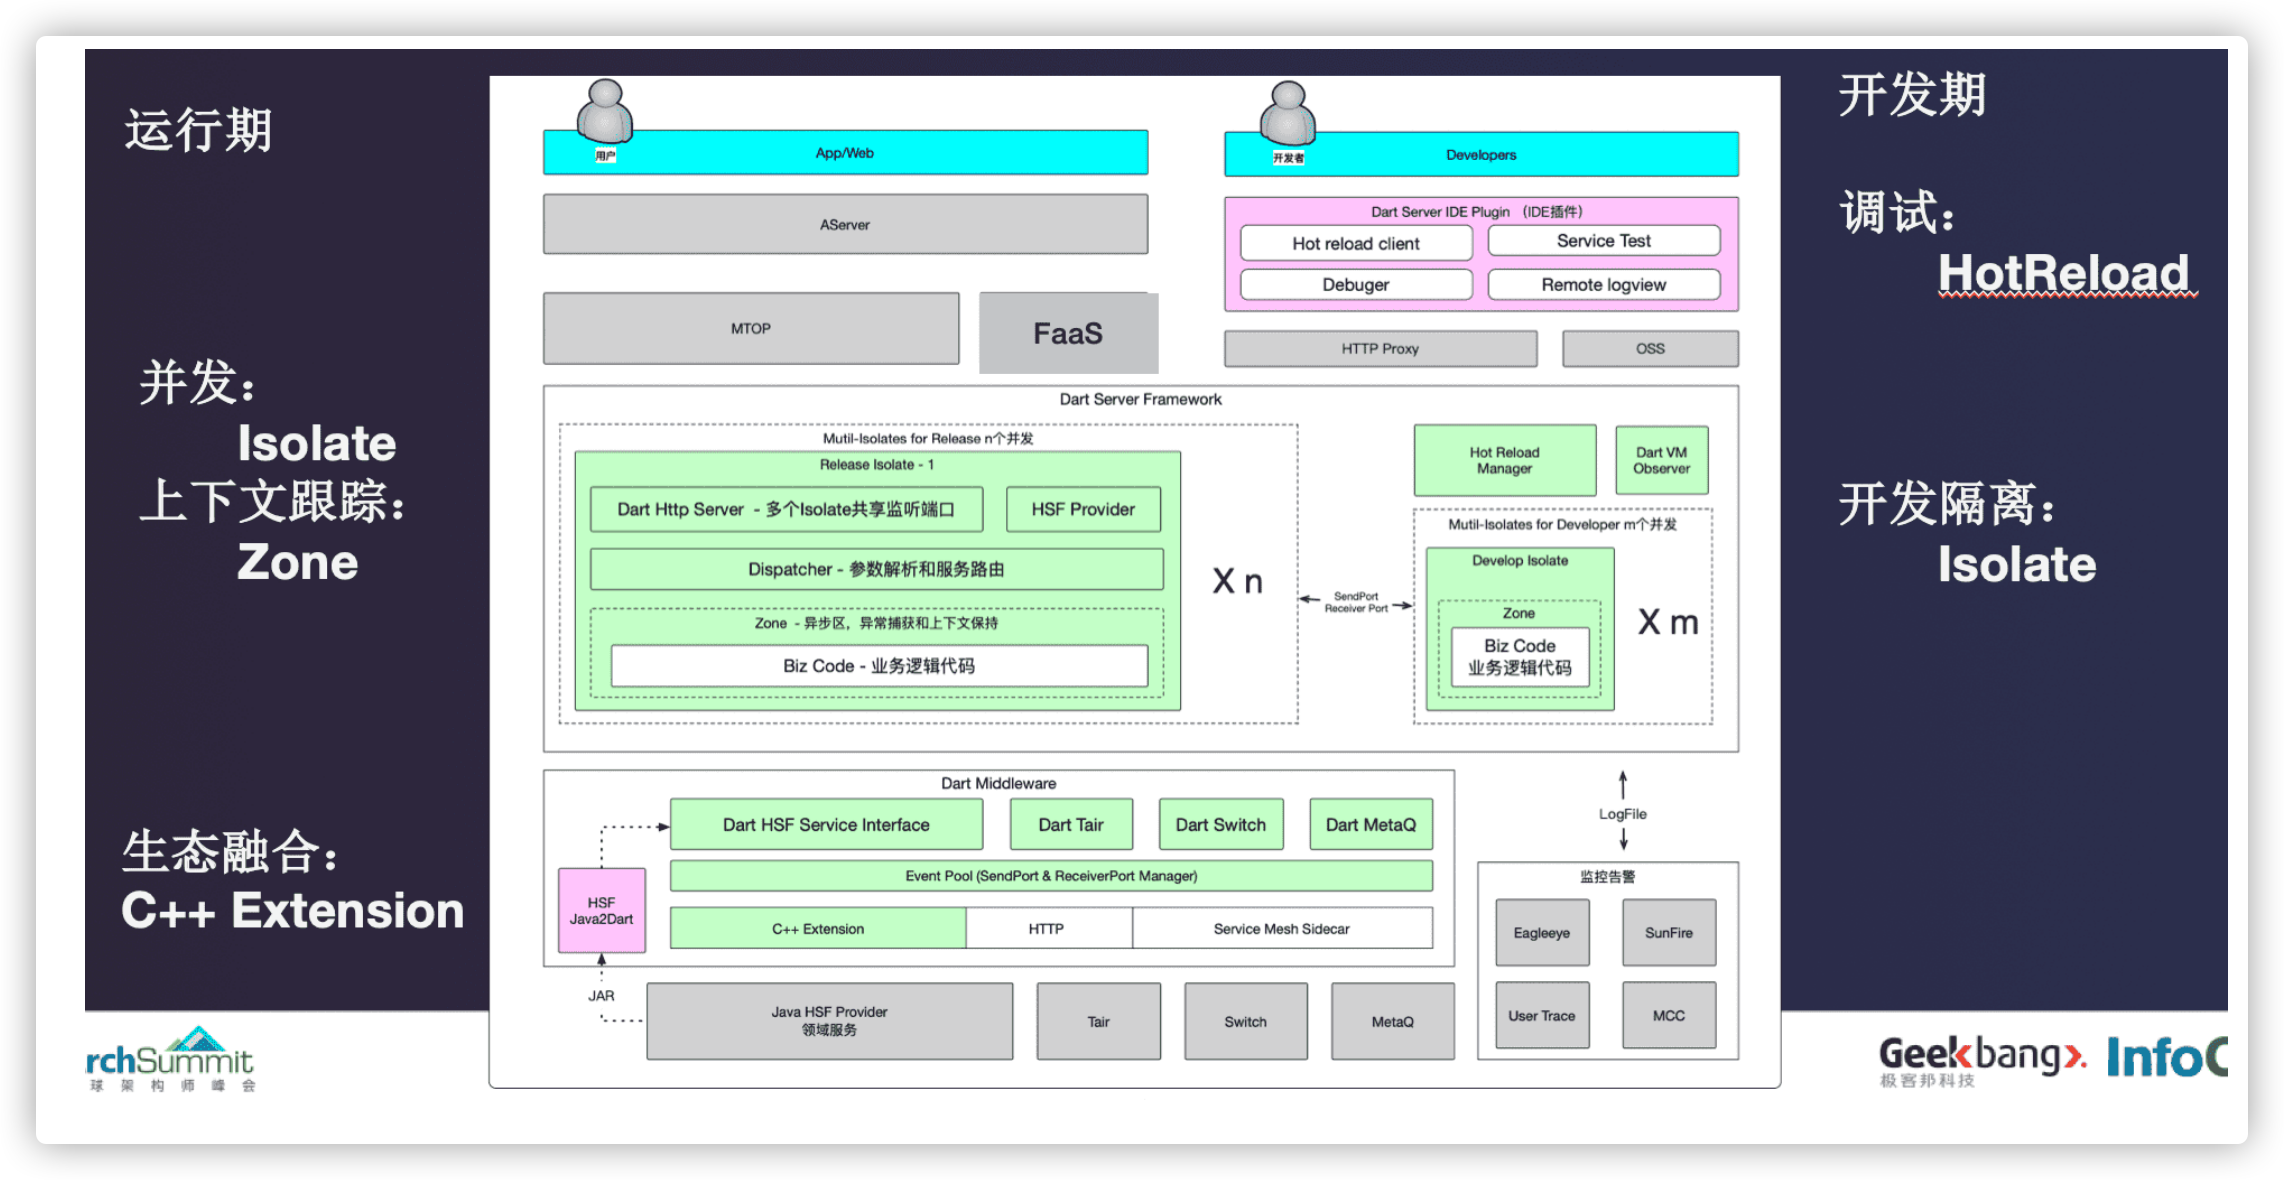 运行期
并发：
Isolate
上下文跟踪：
Zone
生态融合：
C++ Extension
用户
App/Web
AServer
MTOP
FaaS
开发者
Developers
Dart Server IDE Plugin （IDE插件）
Hot reload client
Service Test
Debuger
Remote logview
HTTP Proxy
OSS
Dart Server Framework
Mutil-Isolates for Release n个并发
Release Isolate - 1
Dart Http Server - 多个Isolate共享监听端口
HSF Provider
Dispatcher - 参数解析和服务路由
Zone - 异步区，异常捕获和上下文保持
Biz Code - 业务逻辑代码
X n
SendPort
Receiver Port
Hot Reload
Manager
Dart VM
Observer
Mutil-Isolates for Developer m个并发
Develop Isolate
Zone
Biz Code
业务逻辑代码
X m
Dart Middleware
Dart HSF Service Interface
Dart Tair
Dart Switch
Dart MetaQ
Event Pool (SendPort & ReceiverPort Manager)
HSF
Java2Dart
C++ Extension
HTTP
Service Mesh Sidecar
JAR
Java HSF Provider
领域服务
Tair
Switch
MetaQ
LogFile
监控告警
Eagleeye
SunFire
User Trace
MCC
开发期
调试：
HotReload
开发隔离：
Isolate
rchSummit
球架构师峰会
Geekbang>.
极客邦科技
InfoC